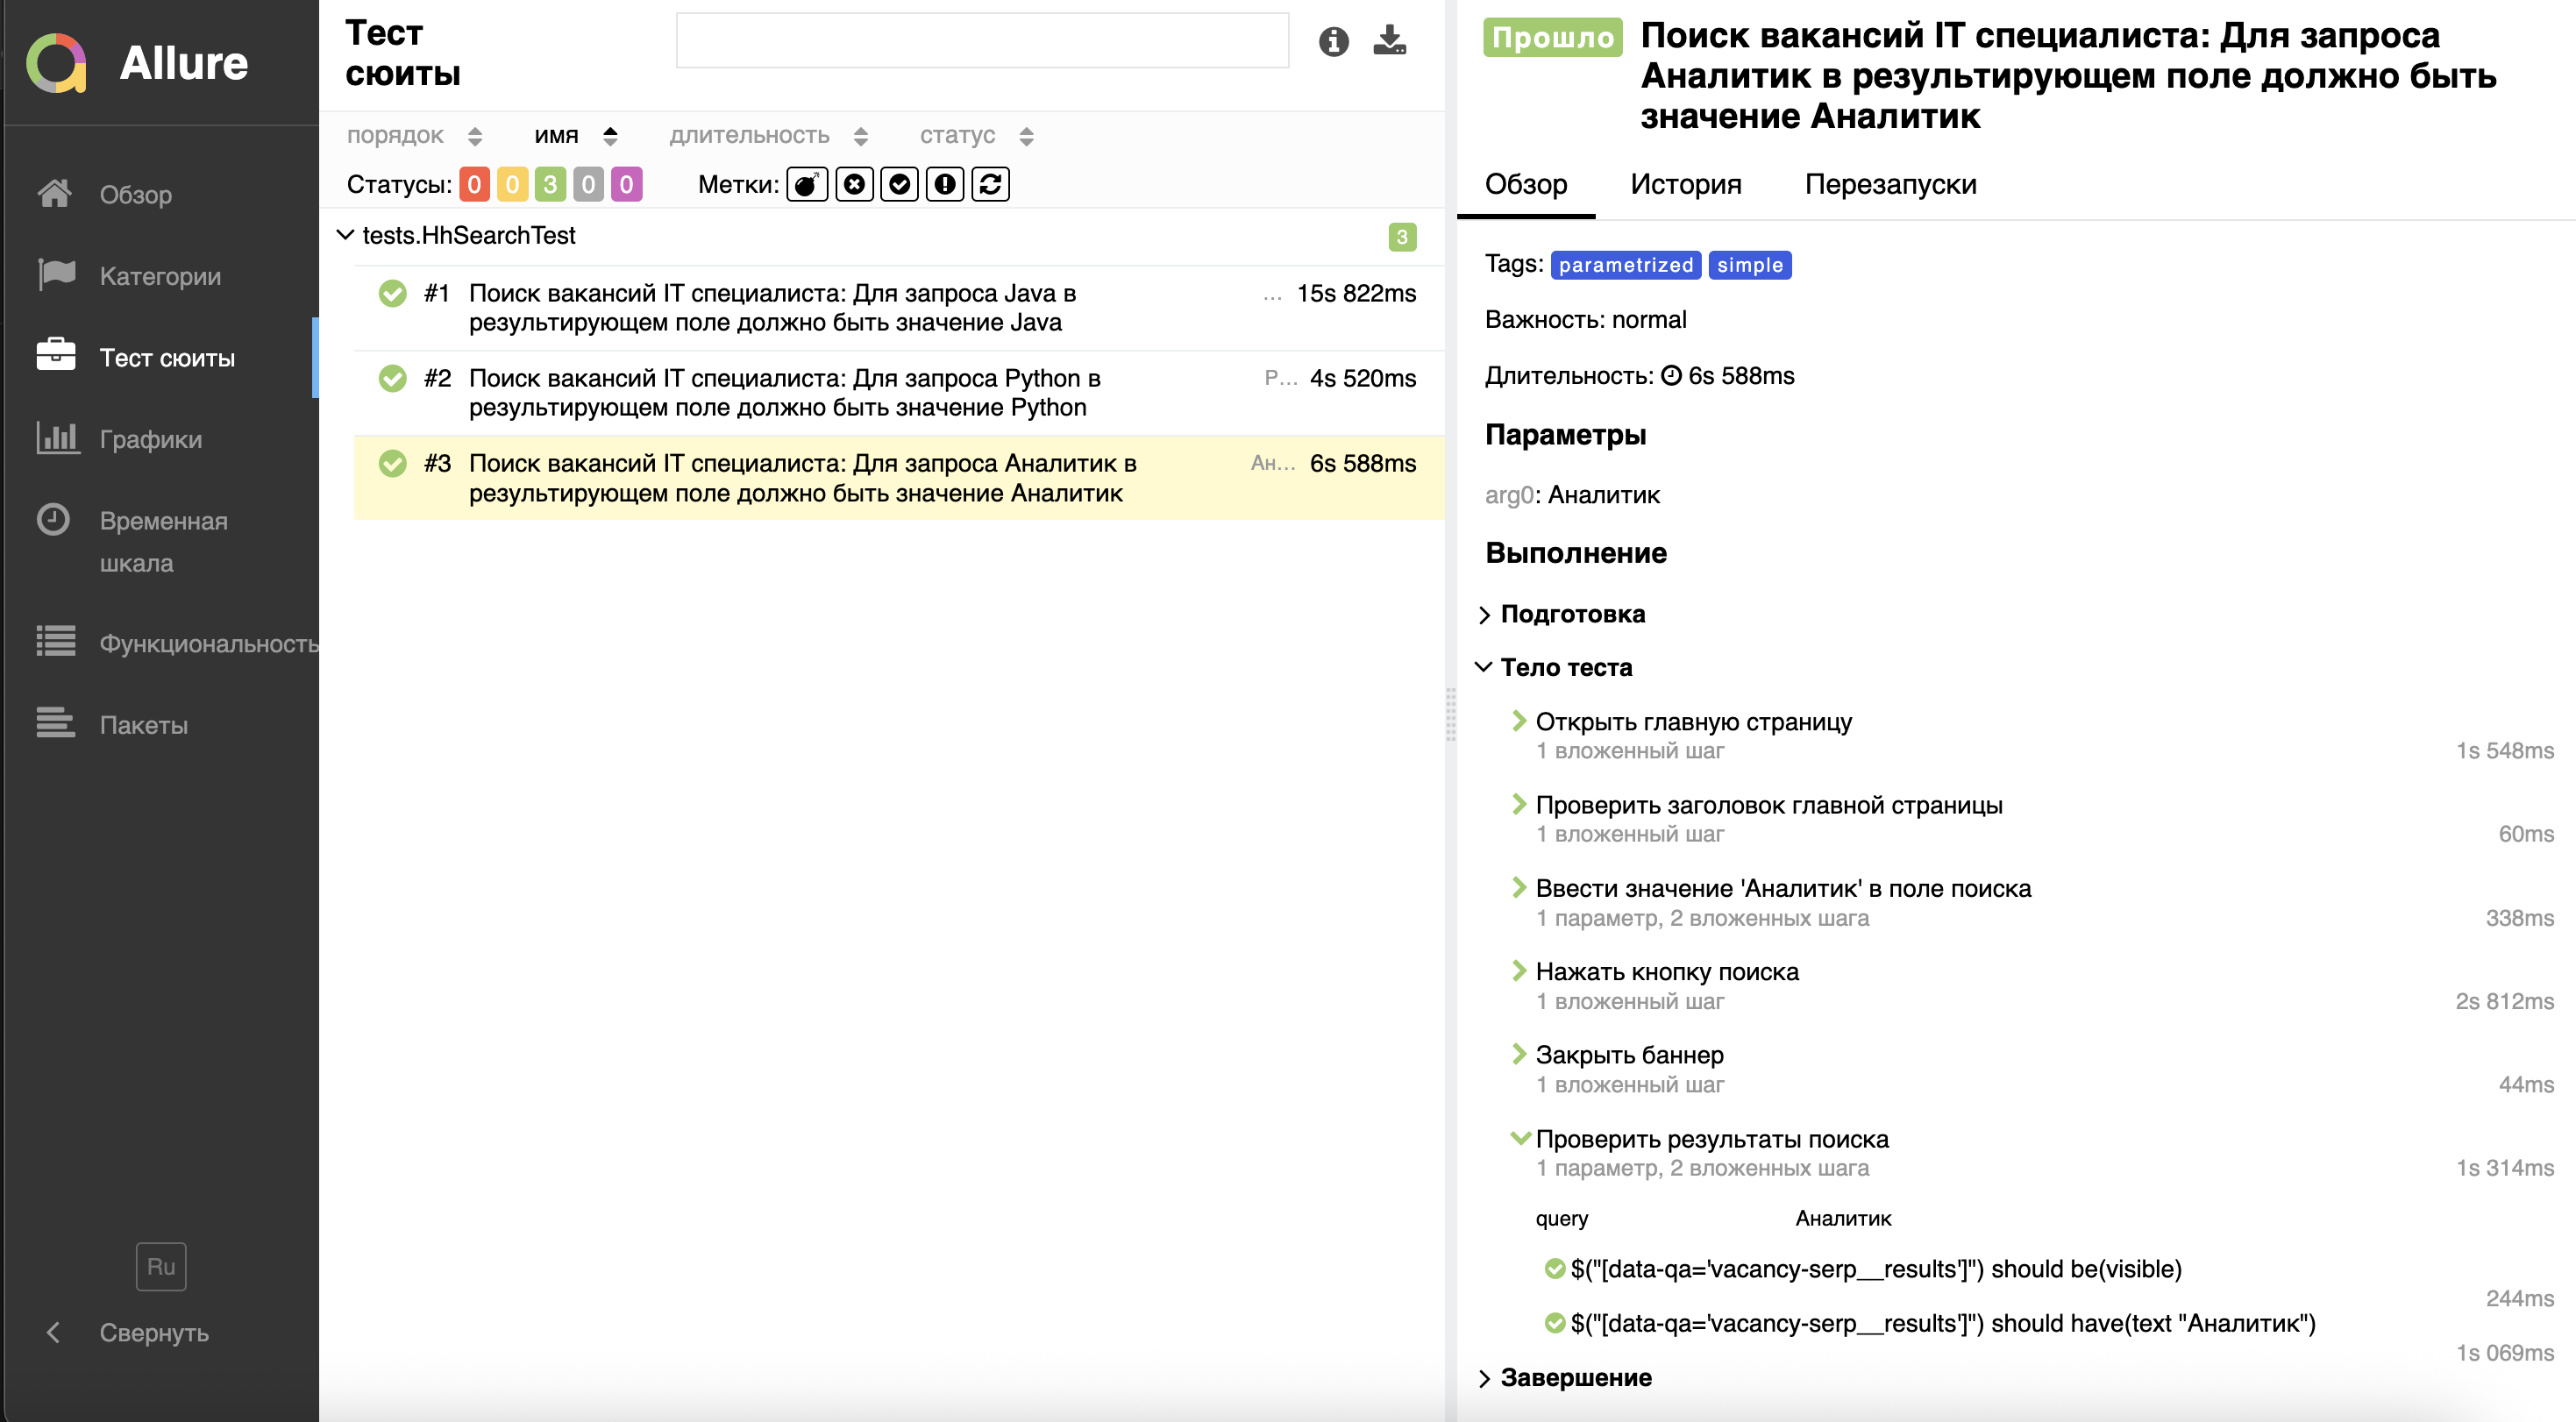 Allure
Обзор
Категории
Тест сюиты
Графики
Временная
шкала
Функциональность
Пакеты
Ru
Свернуть
Тест
сюиты
порядок имя длительность статус
Статусы: 0 0 3 0 0 Метки:
tests.HhSearchTest 3
#1 Поиск вакансий IT специалиста: Для запроса Java в ... 15s 822ms
результирующем поле должно быть значение Java
#2 Поиск вакансий IT специалиста: Для запроса Python в P... 4s 520ms
результирующем поле должно быть значение Python
#3 Поиск вакансий IT специалиста: Для запроса Аналитик в Ан... 6s 588ms
результирующем поле должно быть значение Аналитик
Прошло Поиск вакансий IT специалиста: Для запроса
Аналитик в результирующем поле должно быть
значение Аналитик
Обзор История Перезапуски
Tags: parametrized simple
Важность: normal
Длительность: 6s 588ms
Параметры
arg0: Аналитик
Выполнение
Подготовка
Тело теста
Открыть главную страницу
1 вложенный шаг 1s 548ms
Проверить заголовок главной страницы
1 вложенный шаг 60ms
Ввести значение 'Аналитик' в поле поиска
1 параметр, 2 вложенных шага 338ms
Нажать кнопку поиска
1 вложенный шаг 2s 812ms
Закрыть баннер
1 вложенный шаг 44ms
Проверить результаты поиска
1 параметр, 2 вложенных шага 1s 314ms
query Аналитик
$("[data-qa='vacancy-serp__results']") should be(visible)
244ms
$("[data-qa='vacancy-serp__results']") should have(text "Аналитик")
1s 069ms
Завершение